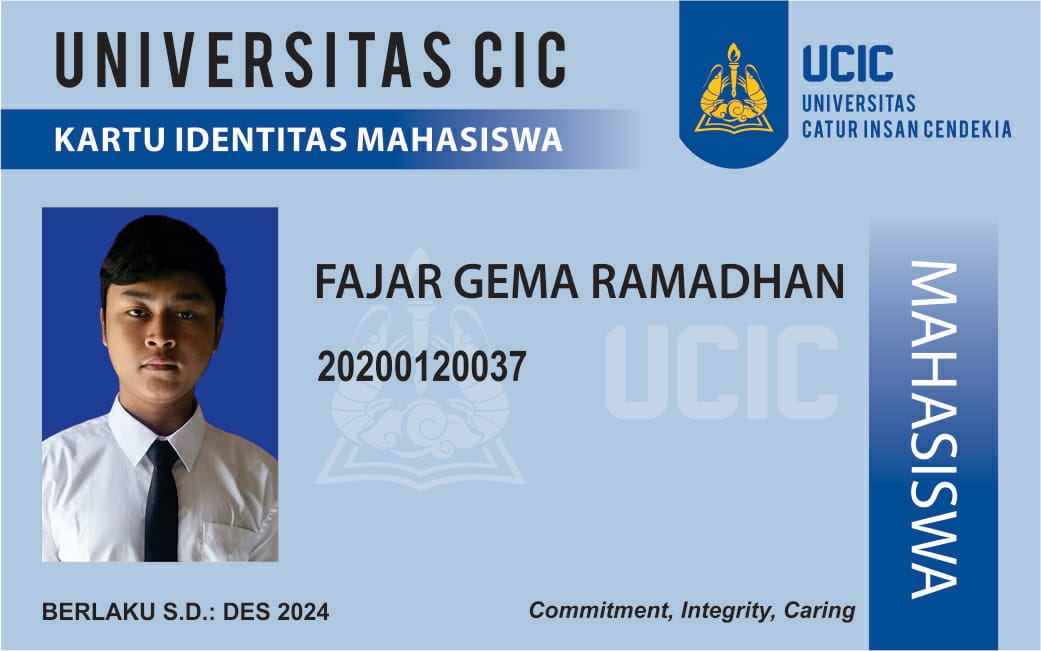 UNIVERSITAS CIC
KARTU IDENTITAS MAHASISWA
UCIC
UNIVERSITAS
CATUR INSAN CENDEKIA
FAJAR GEMA RAMADHAN
20200120037
UCIC
MAHASISWA
BERLAKU S.D.: DES 2024
Commitment, Integrity, Caring